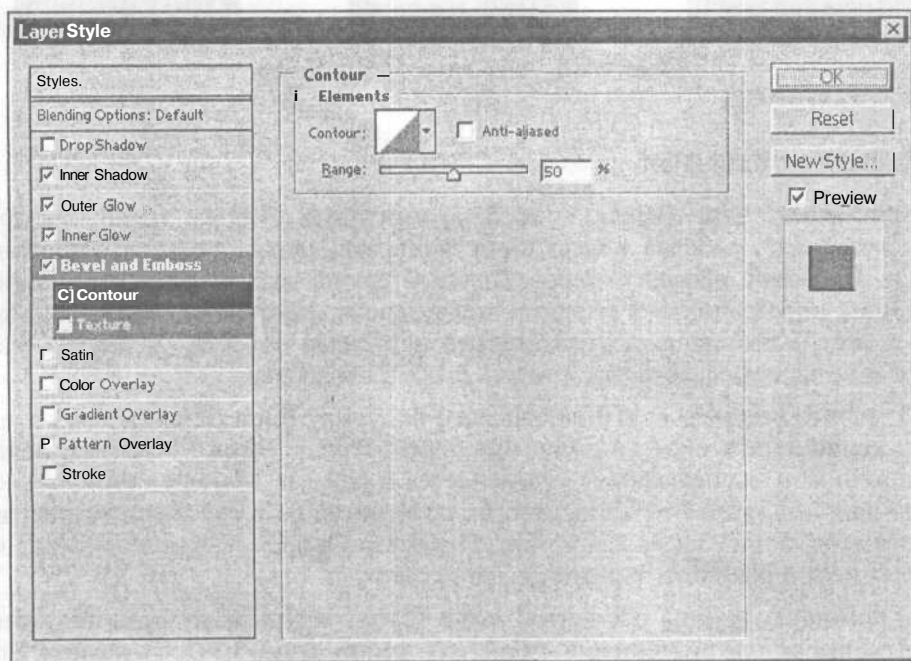 Layer Style
Styles.
Blending Options: Default
Drop Shadow
Inner Shadow
Outer Glow
Inner Glow
Bevel and Emboss
C] Contour
Texture
Г Satin
Color Overlay
Gradient Overlay
P Pattern Overlay
Stroke
Contour —
i Elements
Contour:
Anti-aliased
Range: 50 %
OK
Reset
New Style...
Preview